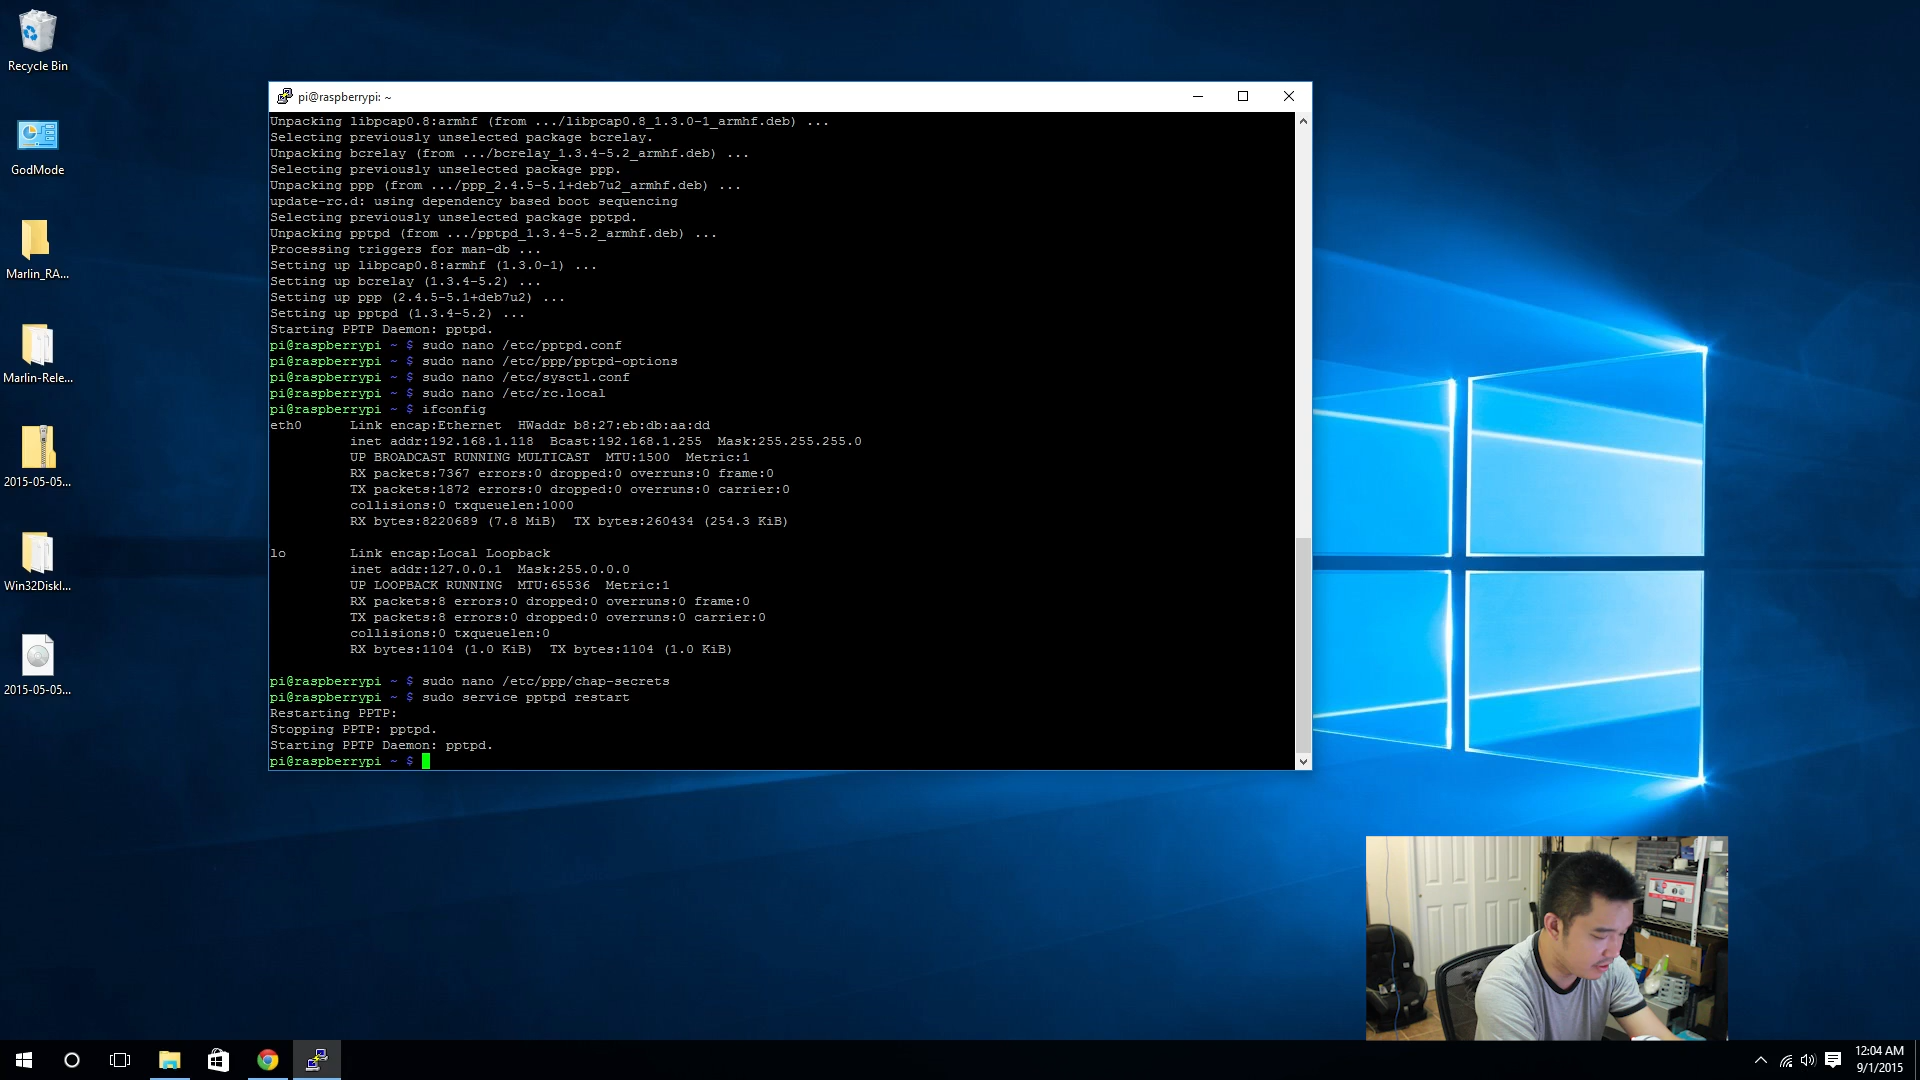 Recycle Bin
GodMode
Marlin_RA...
Marlin-Rele...
2015-05-05...
Win32DiskI...
2015-05-05...
pi@raspberrypi: ~
Unpacking libpcap0.8:armhf (from .../libpcap0.8_1.3.0-1_armhf.deb) ...
Selecting previously unselected package bcrelay.
Unpacking bcrelay (from .../bcrelay_1.3.4-5.2_armhf.deb) ...
Selecting previously unselected package ppp.
Unpacking ppp (from .../ppp_2.4.5-5.1+deb7u2_armhf.deb) ...
update-rc.d: using dependency based boot sequencing
Selecting previously unselected package pptpd.
Unpacking pptpd (from .../pptpd_1.3.4-5.2_armhf.deb) ...
Processing triggers for man-db ...
Setting up libpcap0.8:armhf (1.3.0-1) ...
Setting up bcrelay (1.3.4-5.2) ...
Setting up ppp (2.4.5-5.1+deb7u2) ...
Setting up pptpd (1.3.4-5.2) ...
Starting PPTP Daemon: pptpd.
pi@raspberrypi ~ $ sudo nano /etc/pptpd.conf
pi@raspberrypi ~ $ sudo nano /etc/ppp/pptpd-options
pi@raspberrypi ~ $ sudo nano /etc/sysctl.conf
pi@raspberrypi ~ $ sudo nano /etc/rc.local
pi@raspberrypi ~ $ ifconfig
eth0      Link encap:Ethernet  HWaddr b8:27:eb:db:aa:dd
          inet addr:192.168.1.118  Bcast:192.168.1.255  Mask:255.255.255.0
          UP BROADCAST RUNNING MULTICAST  MTU:1500  Metric:1
          RX packets:7367 errors:0 dropped:0 overruns:0 frame:0
          TX packets:1872 errors:0 dropped:0 overruns:0 carrier:0
          collisions:0 txqueuelen:1000
          RX bytes:8220689 (7.8 MiB)  TX bytes:260434 (254.3 KiB)
lo        Link encap:Local Loopback
          inet addr:127.0.0.1  Mask:255.0.0.0
          UP LOOPBACK RUNNING  MTU:65536  Metric:1
          RX packets:8 errors:0 dropped:0 overruns:0 frame:0
          TX packets:8 errors:0 dropped:0 overruns:0 carrier:0
          collisions:0 txqueuelen:0
          RX bytes:1104 (1.0 KiB)  TX bytes:1104 (1.0 KiB)
pi@raspberrypi ~ $ sudo nano /etc/ppp/chap-secrets
pi@raspberrypi ~ $ sudo service pptpd restart
Restarting PPTP:
Stopping PPTP: pptpd.
Starting PPTP Daemon: pptpd.
pi@raspberrypi ~ $
12:04 AM
9/1/2015